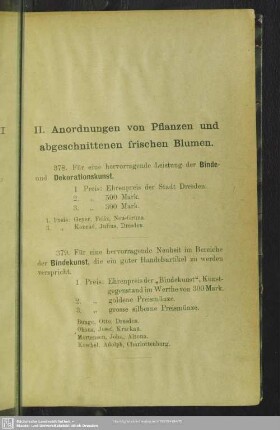 II. Anordnungen von Pflanzen und
abgeschnittenen frischen Blumen.
378. Für eine hervorragende Leistung der Binde-
und Dekorationskunst.
1. Preis: Ehrenpreis der Stadt Dresden.
2. „ 500 Mark.
3. „ 300 Mark.
1. Preis Geyer, Felix,
3. „ Konrad, Julius, Dresden.
379. Für eine hervorragende Neuheit im Bereiche
der Bindekunst, die ein guter Handelsartikel zu werden
verspricht.
1. Preis: Ehrenpreis der „Bindekunst“, Kunst-
gegenstand im Werthe von 300 Mark.
2. „ goldene Preismünze.
3. „ grosse silberne Preismünze.
Otto, Dresden.
Josef, Krakau.
Altona.
Adolph, Charlottenburg.